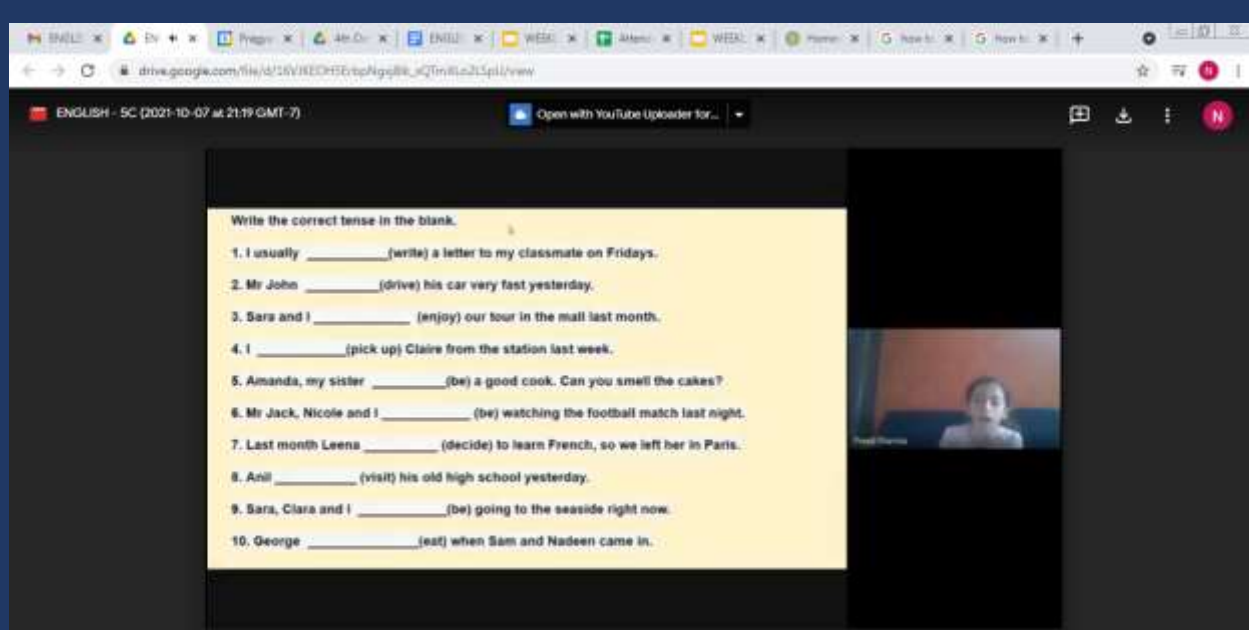 ENGLISH - 5C (2021-10-07 at 21:19 GMT-7)
Open with YouTube Uploader for...
N
Write the correct tense in the blank.
1. I usually __________(write) a letter to my classmate on Fridays.
2. Mr John _________(drive) his car very fast yesterday.
3. Sara and I ____________ (enjoy) our tour in the mall last month.
4. I ___________(pick up) Claire from the station last week.
5. Amanda, my sister _________(be) a good cook. Can you smell the cakes?
6. Mr Jack, Nicole and I ___________ (be) watching the football match last night.
7. Last month Leena _________ (decide) to learn French, so we left her in Paris.
8. Anil __________ (visit) his old high school yesterday.
9. Sara, Clara and I ___________(be) going to the seaside right now.
10. George ______________(eat) when Sam and Nadeen came in.